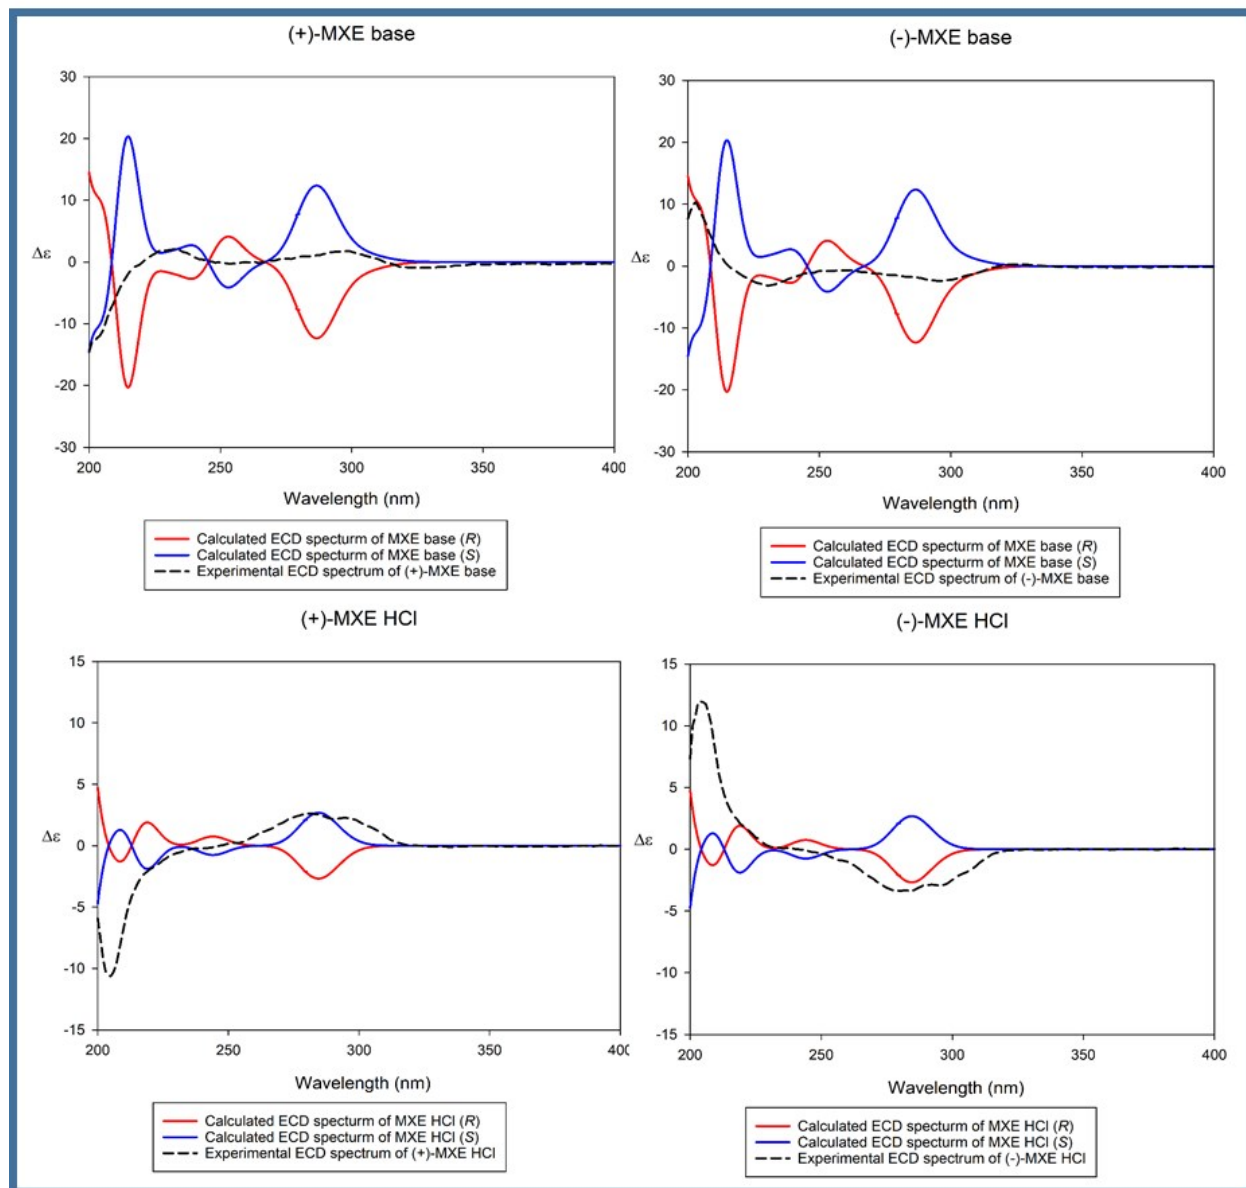 (+)-MXE base
30
20
10
0
-10
-20
-30
Δε
200
250
300
350
400
Wavelength (nm)
Calculated ECD specturm of MXE base (R)
Calculated ECD specturm of MXE base (S)
Experimental ECD spectrum of (+)-MXE base
(-)-MXE base
30
20
10
0
-10
-20
-30
Δε
200
250
300
350
400
Wavelength (nm)
Calculated ECD specturm of MXE base (R)
Calculated ECD specturm of MXE base (S)
Experimental ECD spectrum of (-)-MXE base
(+)-MXE HCl
15
10
5
0
-5
-10
-15
Δε
200
250
300
350
400
Wavelength (nm)
Calculated ECD specturm of MXE HCl (R)
Calculated ECD specturm of MXE HCl (S)
Experimental ECD spectrum of (+)-MXE HCl
(-)-MXE HCl
15
10
5
0
-5
-10
-15
Δε
200
250
300
350
400
Wavelength (nm)
Calculated ECD specturm of MXE HCl (R)
Calculated ECD specturm of MXE HCl (S)
Experimental ECD spectrum of (-)-MXE HCl